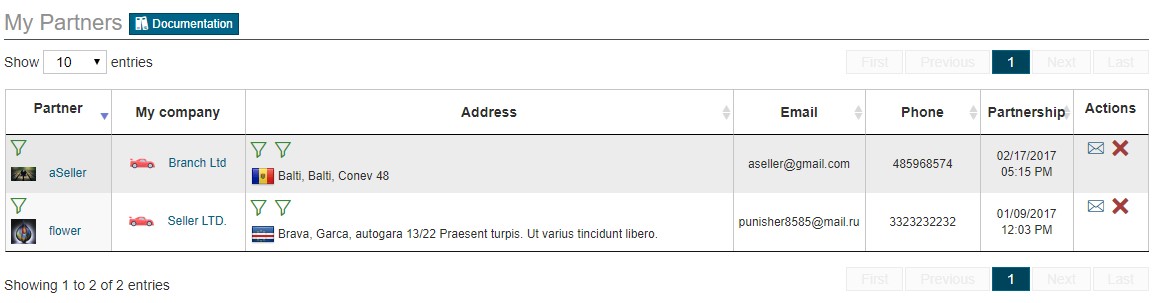 My Partners Documentation
Show 10 entries
First Previous 1 Next Last
Partner My company Address Email Phone Partnership Actions
aSeller Branch Ltd Balti, Balti, Conev 48 aseller@gmail.com 485968574 02/17/2017 05:15 PM
flower Seller LTD. Brava, Garca, autogara 13/22 Praesent turpis. Ut varius tincidunt libero. punisher8585@mail.ru 3323232232 01/09/2017 12:03 PM
Showing 1 to 2 of 2 entries
First Previous 1 Next Last